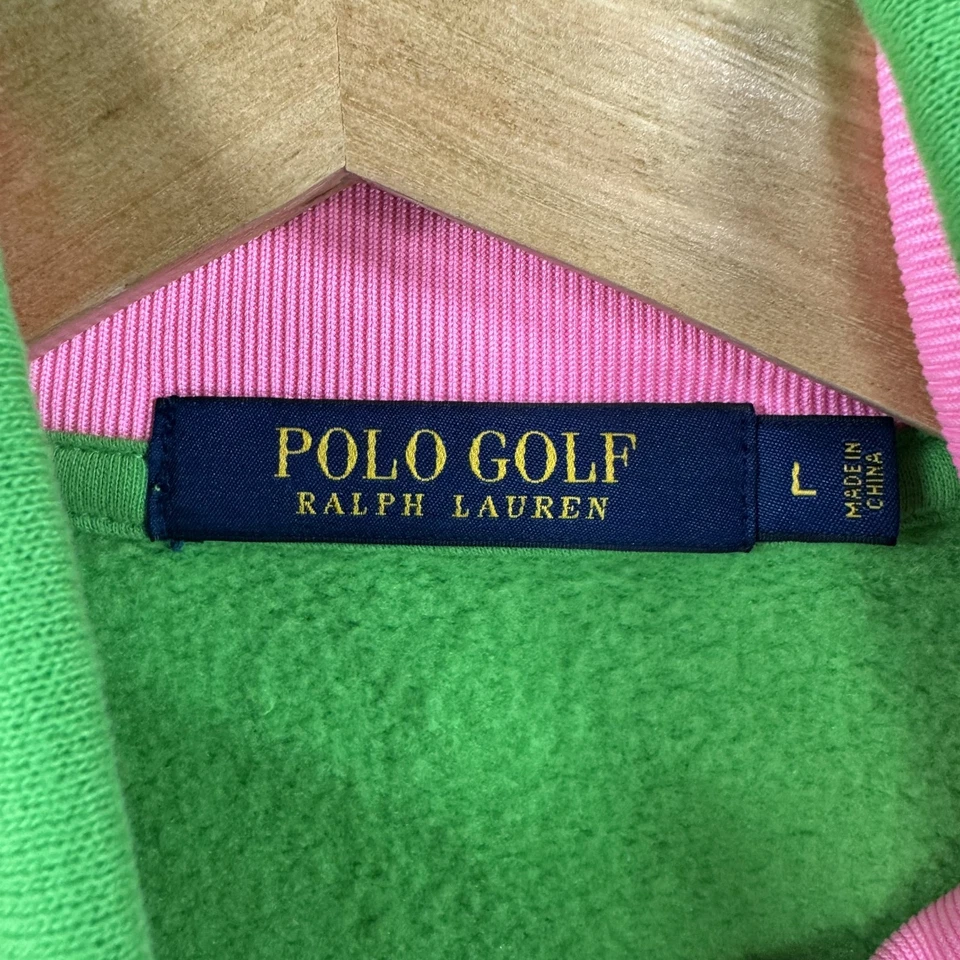 POLO GOLF
RALPH LAUREN
L
MADE IN
CHINA